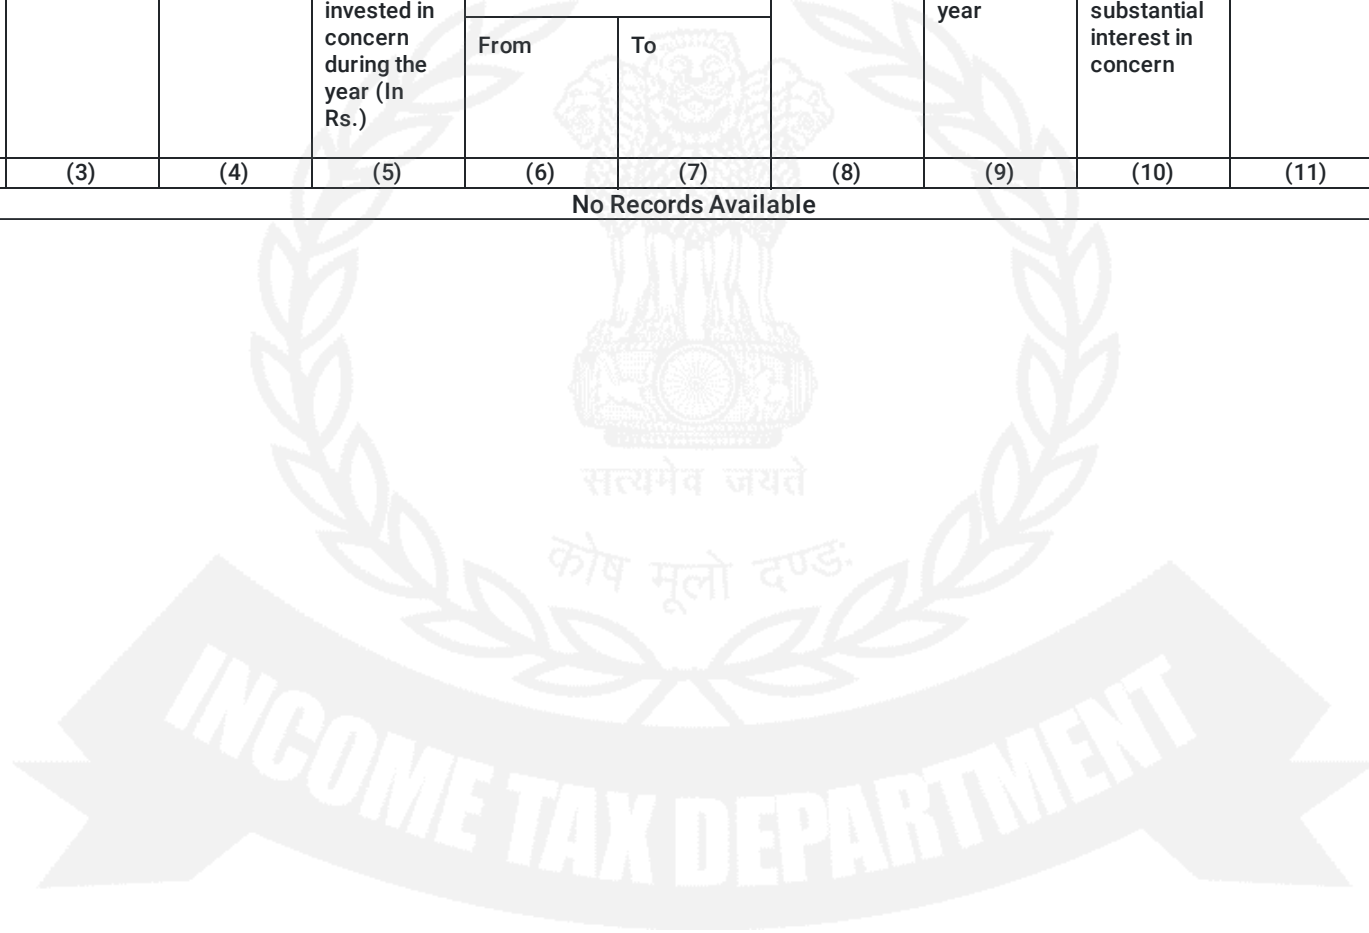 invested in
concern
during the
year (In
Rs.)
From
To
year
substantial
interest in
concern
(3) (4) (5) (6) (7) (8) (9) (10) (11)
No Records Available
सत्यमेव जयते
कोष मूलो दण्डः
INCOME TAX DEPARTMENT